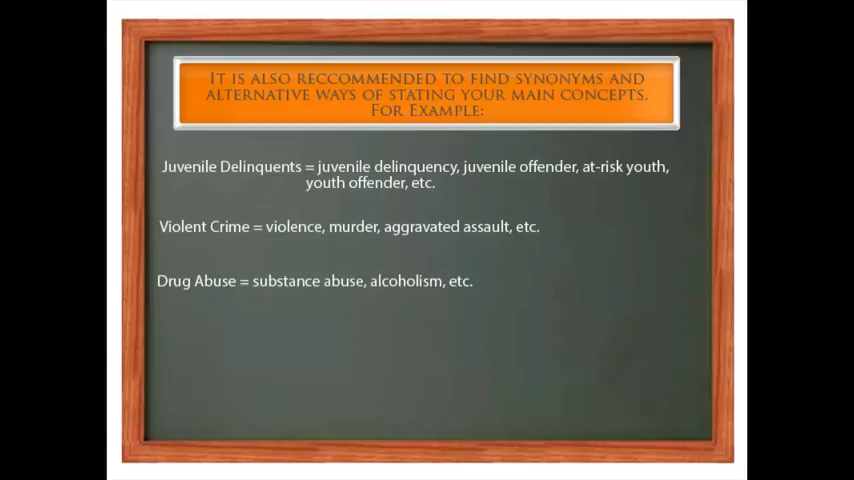 It is also reccommended to find synonyms and
alternative ways of stating your main concepts.
For Example:
Juvenile Delinquents = juvenile delinquency, juvenile offender, at-risk youth,
youth offender, etc.
Violent Crime = violence, murder, aggravated assault, etc.
Drug Abuse = substance abuse, alcoholism, etc.